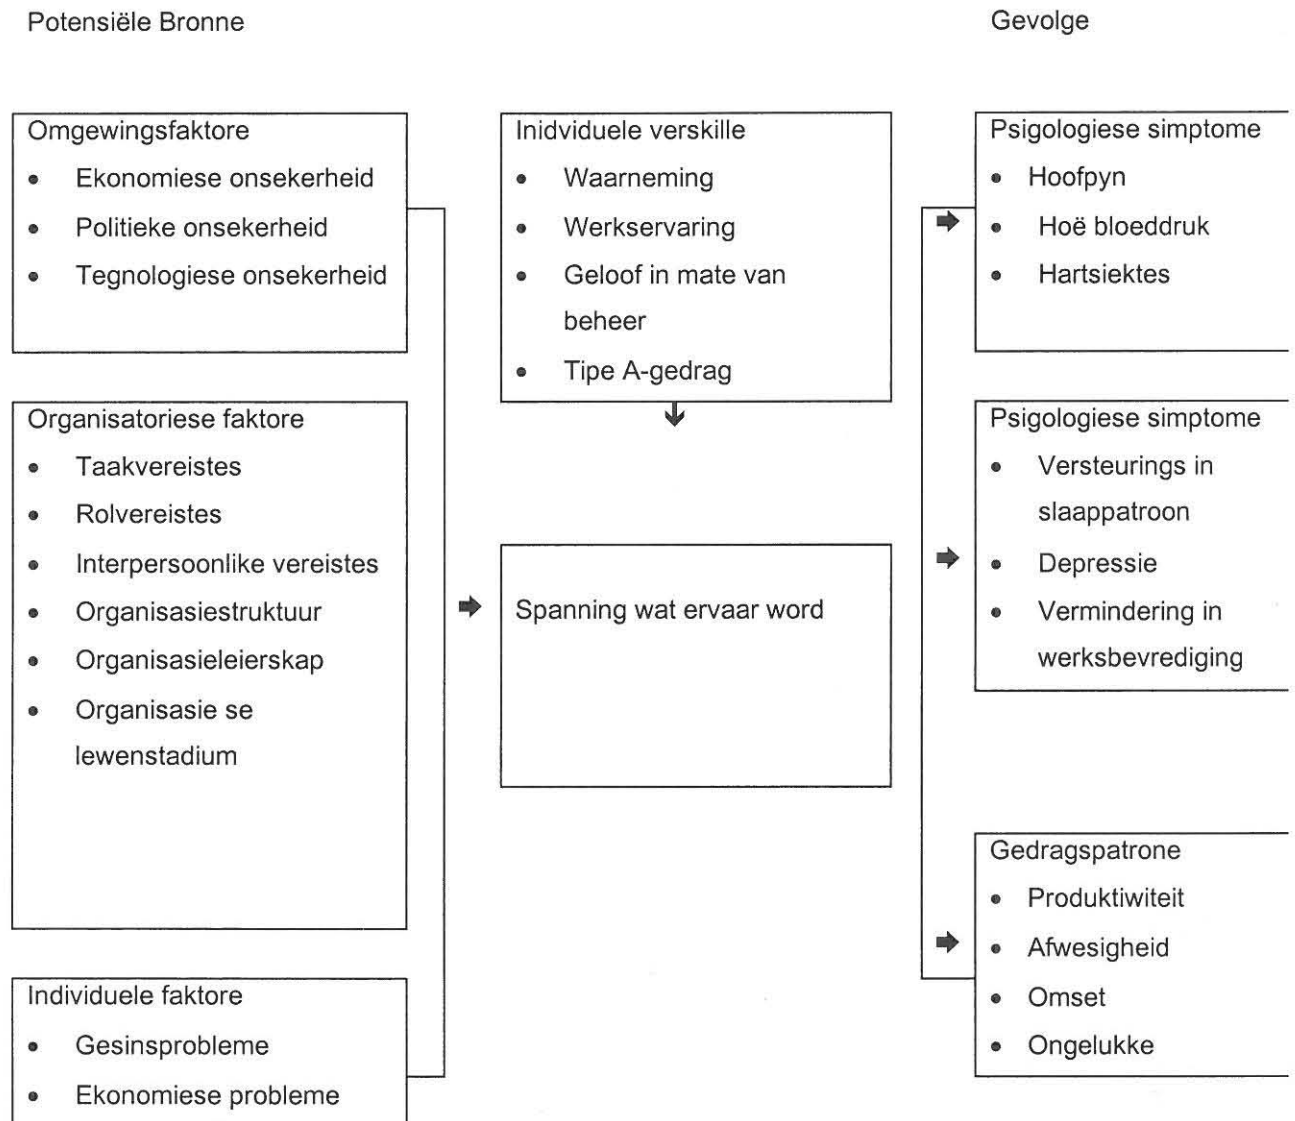 Potensiële Bronne
Gevolge
Omgewingsfaktore
• Ekonomiese onsekerheid
• Politieke onsekerheid
• Tegnologiese onsekerheid
Organisatoriese faktore
• Taakvereistes
• Rolvereistes
• Interpersoonlike vereistes
• Organisasiestruktuur
• Organisasieleierskap
• Organisasie se
lewenstadium
Individuele faktore
• Gesinsprobleme
• Ekonomiese probleme
Inidviduele verskille
• Waarneming
• Werkservaring
• Geloof in mate van
beheer
• Tipe A-gedrag
Spanning wat ervaar word
Psigologiese simptome
• Hoofpyn
• Hoë bloeddruk
• Hartsiektes
Psigologiese simptome
• Versteurings in
slaappatroon
• Depressie
• Vermindering in
werksbevrediging
Gedragspatrone
• Produktiwiteit
• Afwesigheid
• Omset
• Ongelukke